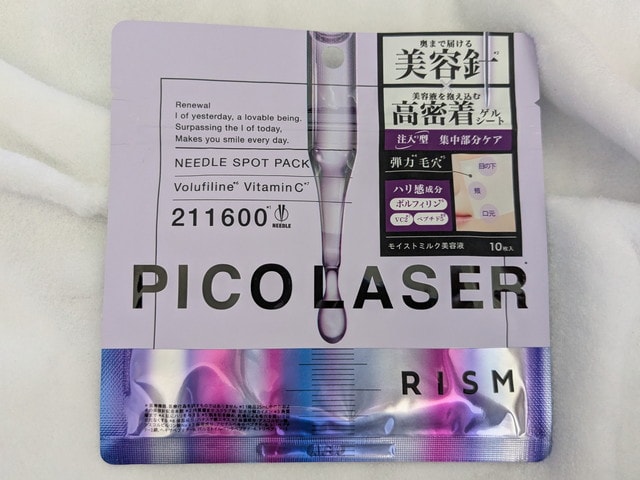 Renewal
I of yesterday, a lovable being.
Surpassing the I of today,
Makes you smile every day.
NEEDLE SPOT PACK
Volufiline VitaminC
211600
NEEDLE
奥まで届ける
美容針
美容液を抱え込む
高密着 ゲルシート
注入型 集中部分ケア
弾力 毛穴
目の下
頬
口元
ハリ感成分
ボルフィリン
VC ペプチド
モイストミルク美容液 10枚入
PICO LASER
RISM